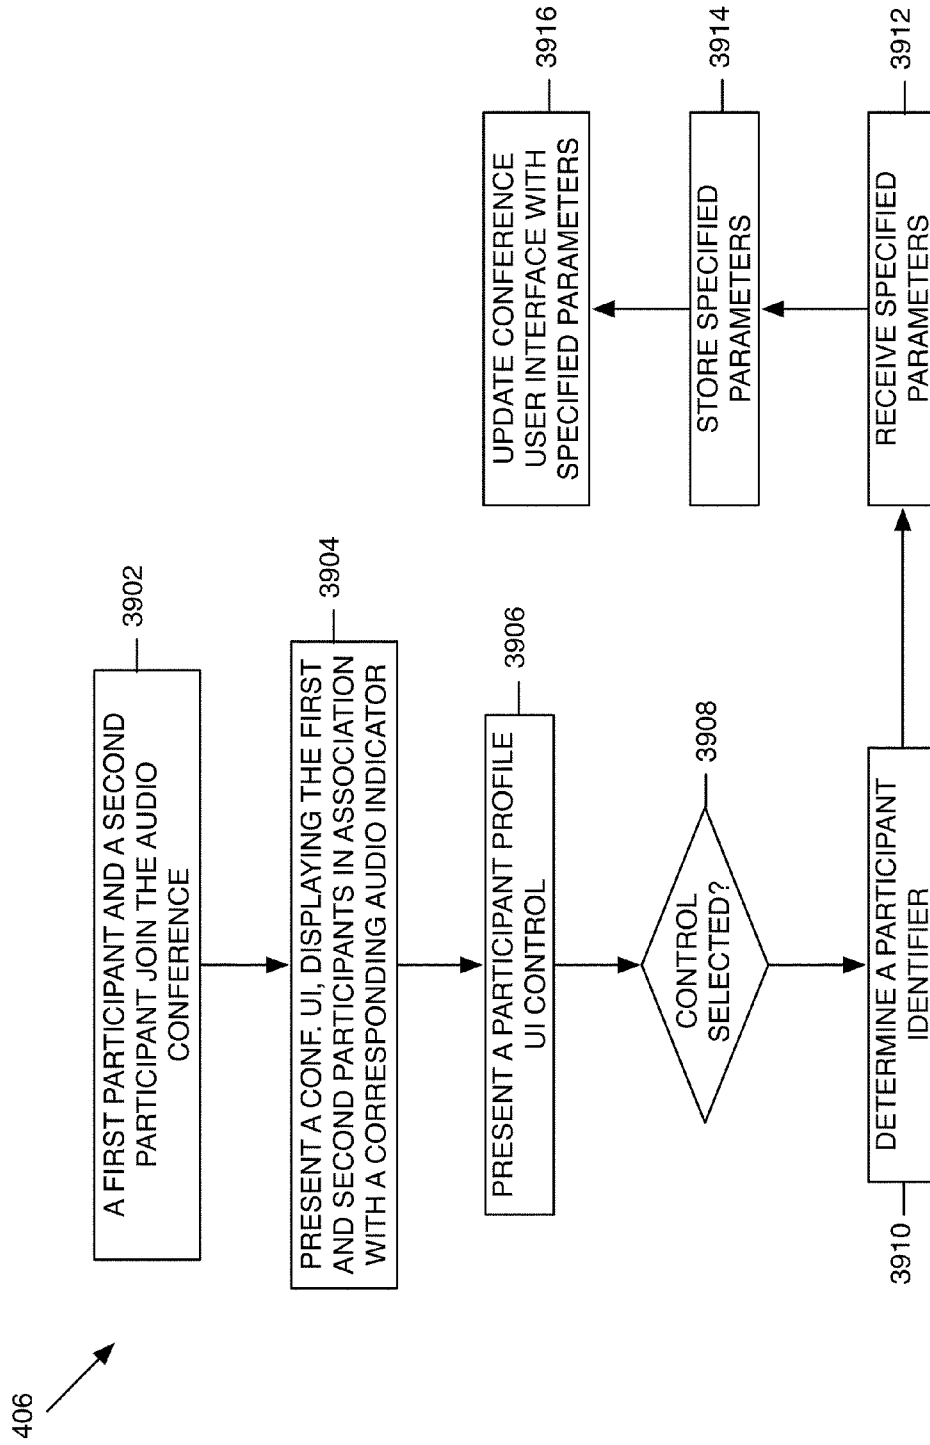 406
A FIRST PARTICIPANT AND A SECOND
PARTICIPANT JOIN THE AUDIO
CONFERENCE
3902
PRESENT A CONF. UI, DISPLAYING THE FIRST
AND SECOND PARTICIPANTS IN ASSOCIATION
WITH A CORRESPONDING AUDIO INDICATOR
3904
PRESENT A PARTICIPANT PROFILE
UI CONTROL
3906
CONTROL
SELECTED?
3908
DETERMINE A PARTICIPANT
IDENTIFIER
3910
RECEIVE SPECIFIED
PARAMETERS
3912
STORE SPECIFIED
PARAMETERS
3914
UPDATE CONFERENCE
USER INTERFACE WITH
SPECIFIED PARAMETERS
3916